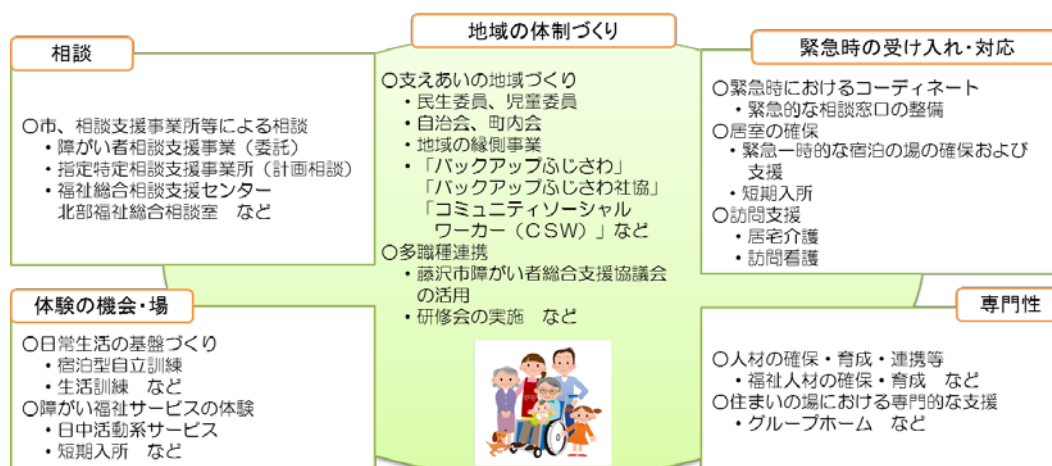 相談
○市、相談支援事業所等による相談
・障がい者相談支援事業（委託）
・指定特定相談支援事業所（計画相談）
・福祉総合相談支援センター
北部福祉総合相談室　など
地域の体制づくり
○支えあいの地域づくり
・民生委員、児童委員
・自治会、町内会
・地域の縁側事業
・「バックアップふじさわ」
「バックアップふじさわ社協」
「コミュニティソーシャル
ワーカー（ＣＳＷ）」など
○多職種連携
・藤沢市障がい者総合支援協議会
の活用
・研修会の実施　など
緊急時の受け入れ・対応
○緊急時におけるコーディネート
・緊急的な相談窓口の整備
○居室の確保
・緊急一時的な宿泊の場の確保および
支援
・短期入所
○訪問支援
・居宅介護
・訪問看護
体験の機会・場
○日常生活の基盤づくり
・宿泊型自立訓練
・生活訓練　など
○障がい福祉サービスの体験
・日中活動系サービス
・短期入所　など
専門性
○人材の確保・育成・連携等
・福祉人材の確保・育成　など
○住まいの場における専門的な支援
・グループホーム　など